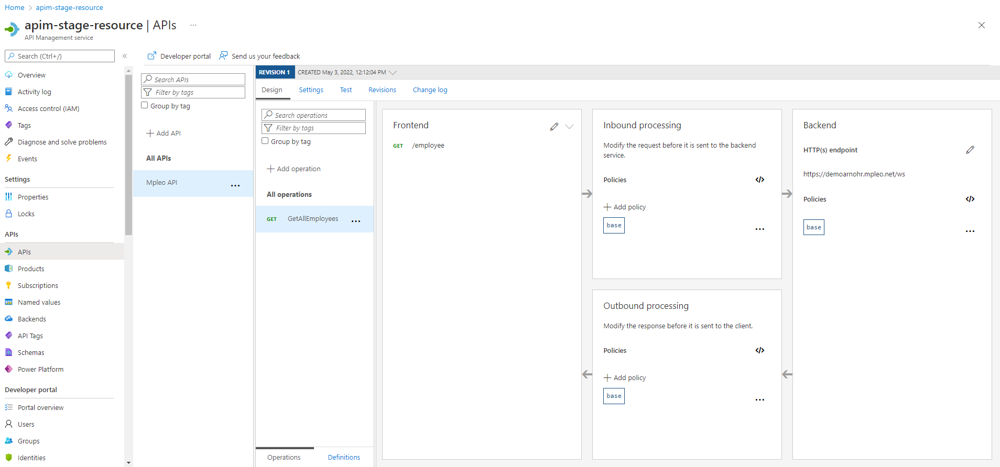 Home > apim-stage-resource
apim-stage-resource | APIs ...
API Management service
Search (Ctrl+/) «
Overview
Activity log
Access control (IAM)
Tags
Diagnose and solve problems
Events
Settings
Properties
Locks
APIs
APIs
Products
Subscriptions
Named values
Backends
API Tags
Schemas
Power Platform
Developer portal
Portal overview
Users
Groups
Identities
Developer portal
Send us your feedback
Search APIs
Filter by tags
Group by tag
+ Add API
All APIs
Mpleo API ...
REVISION 1 CREATED May 3, 2022, 12:12:04 PM
Design Settings Test Revisions Change log
Search operations
Filter by tags
Group by tag
+ Add operation
All operations
GET GetAllEmployees ...
Operations Definitions
Frontend
GET /employee
Inbound processing
Modify the request before it is sent to the backend
service.
Policies </>
+ Add policy
base ...
Outbound processing
Modify the response before it is sent to the client.
Policies </>
+ Add policy
base ...
Backend
HTTP(s) endpoint
https://demoarnohr.mpleo.net/ws
Policies </>
base ...